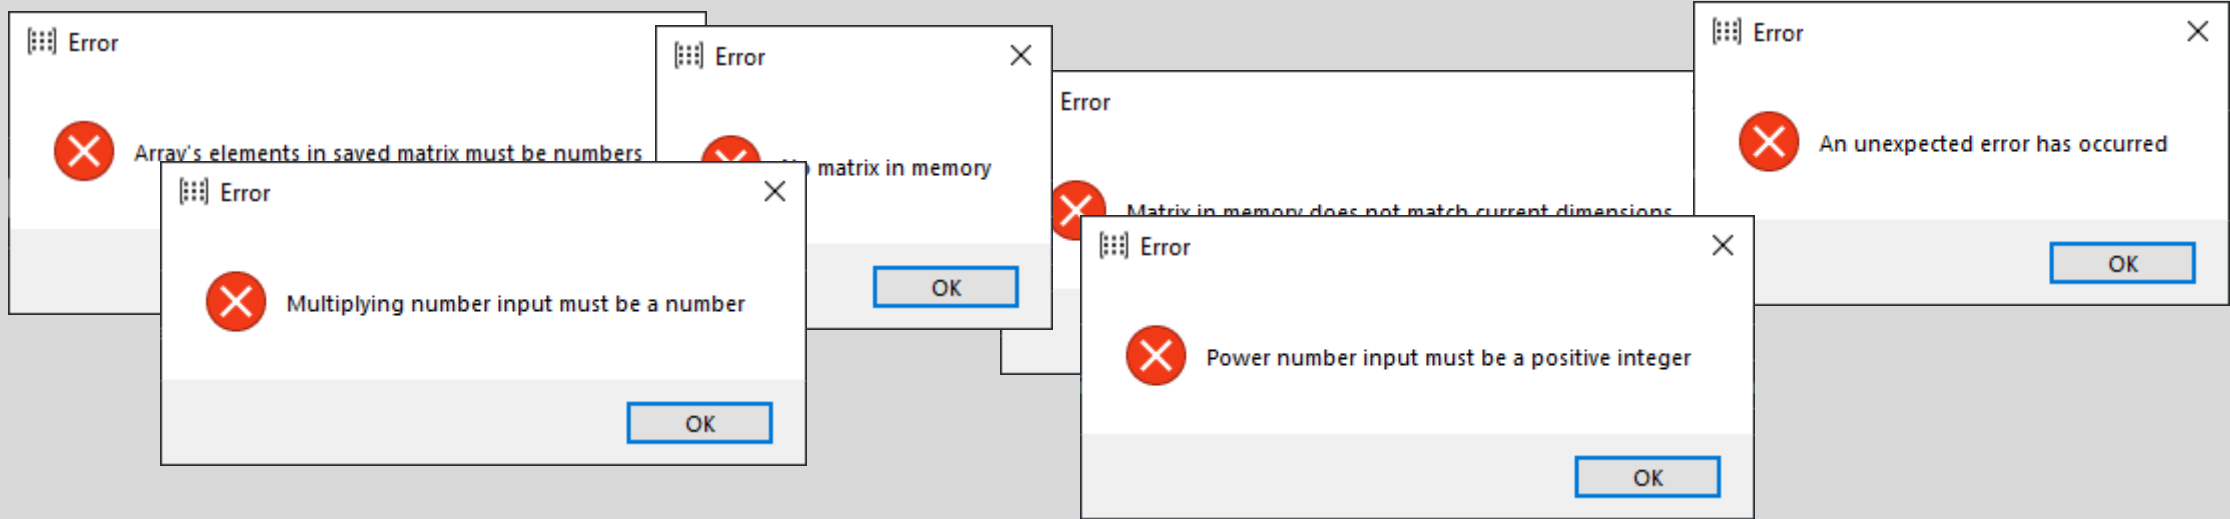 Error
Array's elements in saved matrix must be numbers
Error
matrix in memory
OK
Error
Multiplying number input must be a number
OK
Error
Matrix in memory does not match current dimensions
Error
Power number input must be a positive integer
OK
Error
An unexpected error has occurred
OK